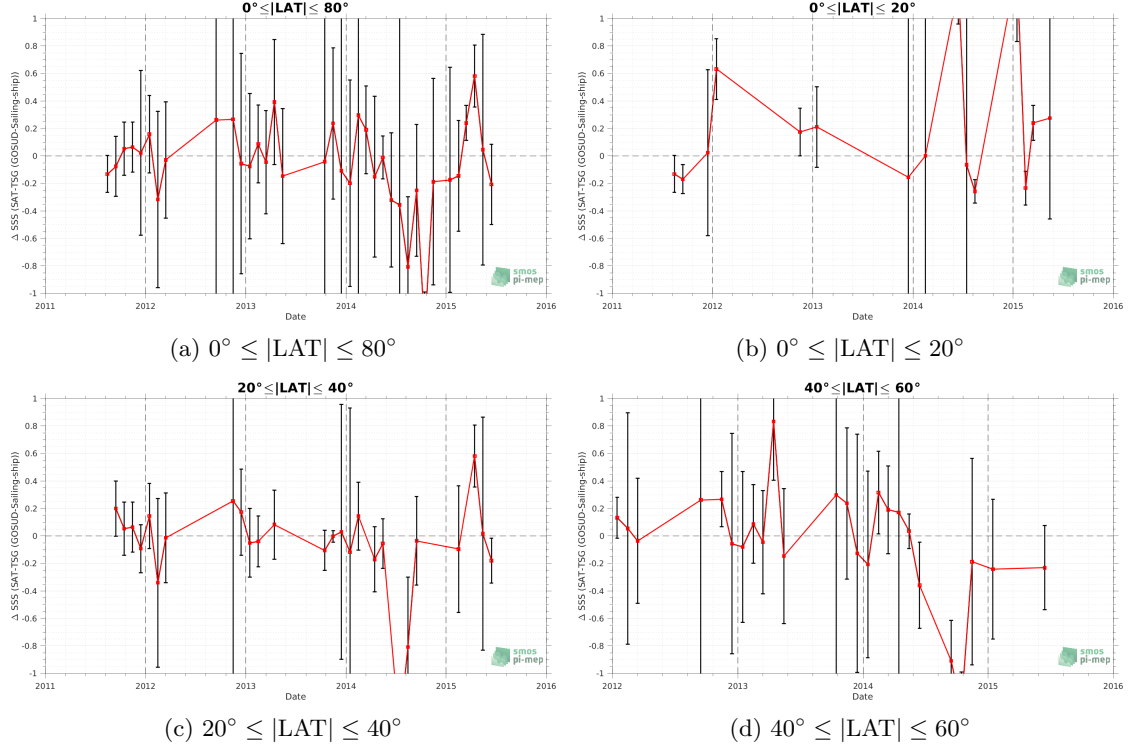 0°≤|LAT|≤ 80°
Δ SSS (SAT-TSG (GOSUD-Sailing-ship))
1
0.8
0.6
0.4
0.2
0
-0.2
-0.4
-0.6
-0.8
-1
2011 2012 2013 2014 2015 2016
Date
smos
pi-mep
(a) 0° ≤ |LAT| ≤ 80°
0°≤|LAT|≤ 20°
Δ SSS (SAT-TSG (GOSUD-Sailing-ship))
1
0.8
0.6
0.4
0.2
0
-0.2
-0.4
-0.6
-0.8
-1
2011 2012 2013 2014 2015 2016
Date
smos
pi-mep
(b) 0° ≤ |LAT| ≤ 20°
20°≤|LAT|≤ 40°
Δ SSS (SAT-TSG (GOSUD-Sailing-ship))
1
0.8
0.6
0.4
0.2
0
-0.2
-0.4
-0.6
-0.8
-1
2011 2012 2013 2014 2015 2016
Date
smos
pi-mep
(c) 20° ≤ |LAT| ≤ 40°
40°≤|LAT|≤ 60°
Δ SSS (SAT-TSG (GOSUD-Sailing-ship))
1
0.8
0.6
0.4
0.2
0
-0.2
-0.4
-0.6
-0.8
-1
2012 2013 2014 2015 2016
Date
smos
pi-mep
(d) 40° ≤ |LAT| ≤ 60°